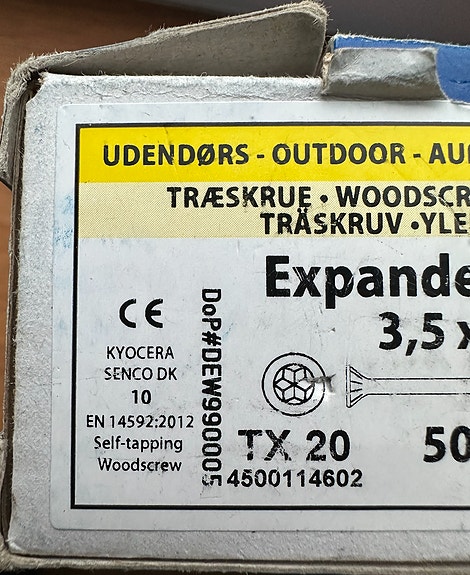 UDENDØRS - OUTDOOR - AU
TRÆSKRUE • WOODSCR
TRÄSKRUV •YLE
Expande
3,5 x
CE
KYOCERA
SENCO DK
10
EN 14592:2012
Self-tapping
Woodscrew
DoP#DEW990005
TX 20
50
4500114602